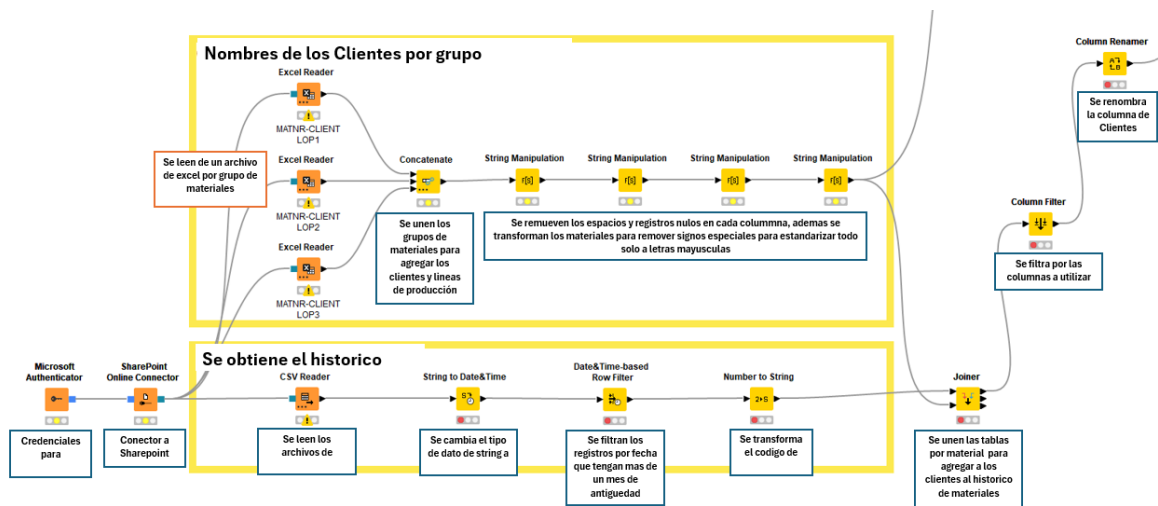 Nombres de los Clientes por grupo
Excel Reader
MATNR-CLIENT
LOP1
Se leen de un archivo
de excel por grupo de
materiales
Excel Reader
MATNR-CLIENT
LOP2
Excel Reader
MATNR-CLIENT
LOP3
Concatenate
Se unen los
grupos de
materiales para
agregar los
clientes y lineas
de producción
String Manipulation
String Manipulation
String Manipulation
String Manipulation
r[s]
r[s]
r[s]
r[s]
Se remueven los espacios y registros nulos en cada colummna, ademas se
transforman los materiales para remover signos especiales para estandarizar todo
solo a letras mayusculas
Column Renamer
Se renombra
la columna de
Clientes
Column Filter
Se filtra por las
columnas a utilizar
Se obtiene el historico
Microsoft
Authenticator
Credenciales
para
SharePoint
Online Connector
Conector a
Sharepoint
CSV Reader
Se leen los
archivos de
String to Date&Time
Se cambia el tipo
de dato de string a
Date&Time-based
Row Filter
Se filtran los
registros por fecha
que tengan mas de
un mes de
antiguedad
Number to String
Se transforma
el codigo de
Joiner
Se unen las tablas
por material para
agregar a los
clientes al historico
de materiales